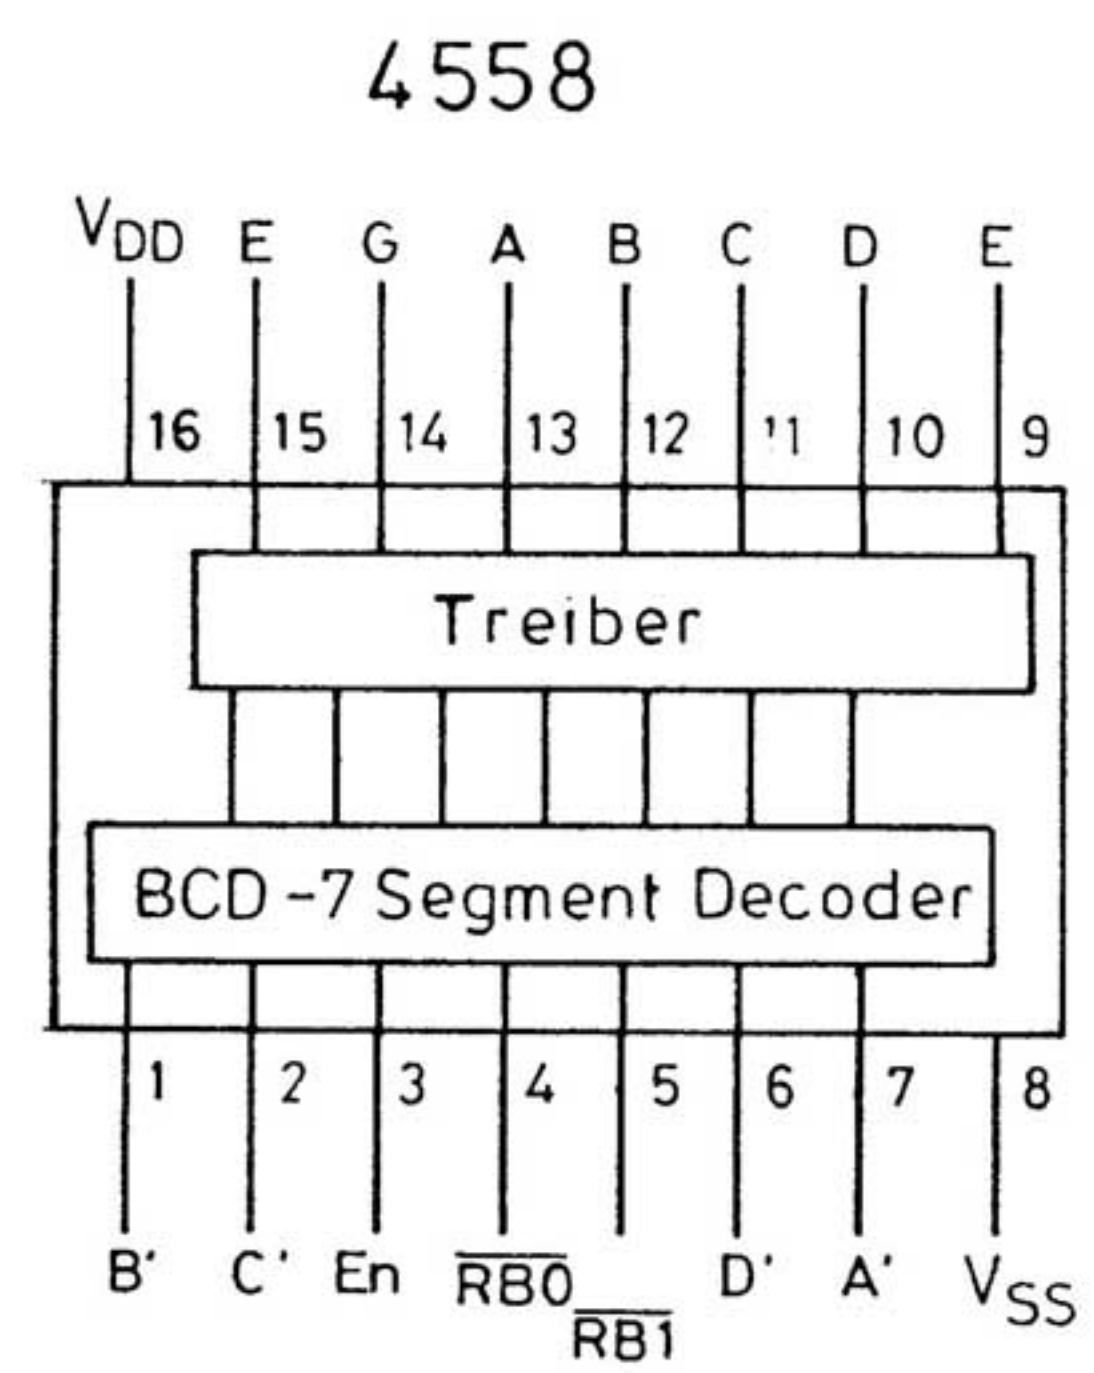 4558
VDD E G A B C D E
16 15 14 13 12 11 10 9
Treiber
BCD-7 Segment Decoder
1 2 3 4 5 6 7 8
B' C' En RB0 D' A' VSS
RB1